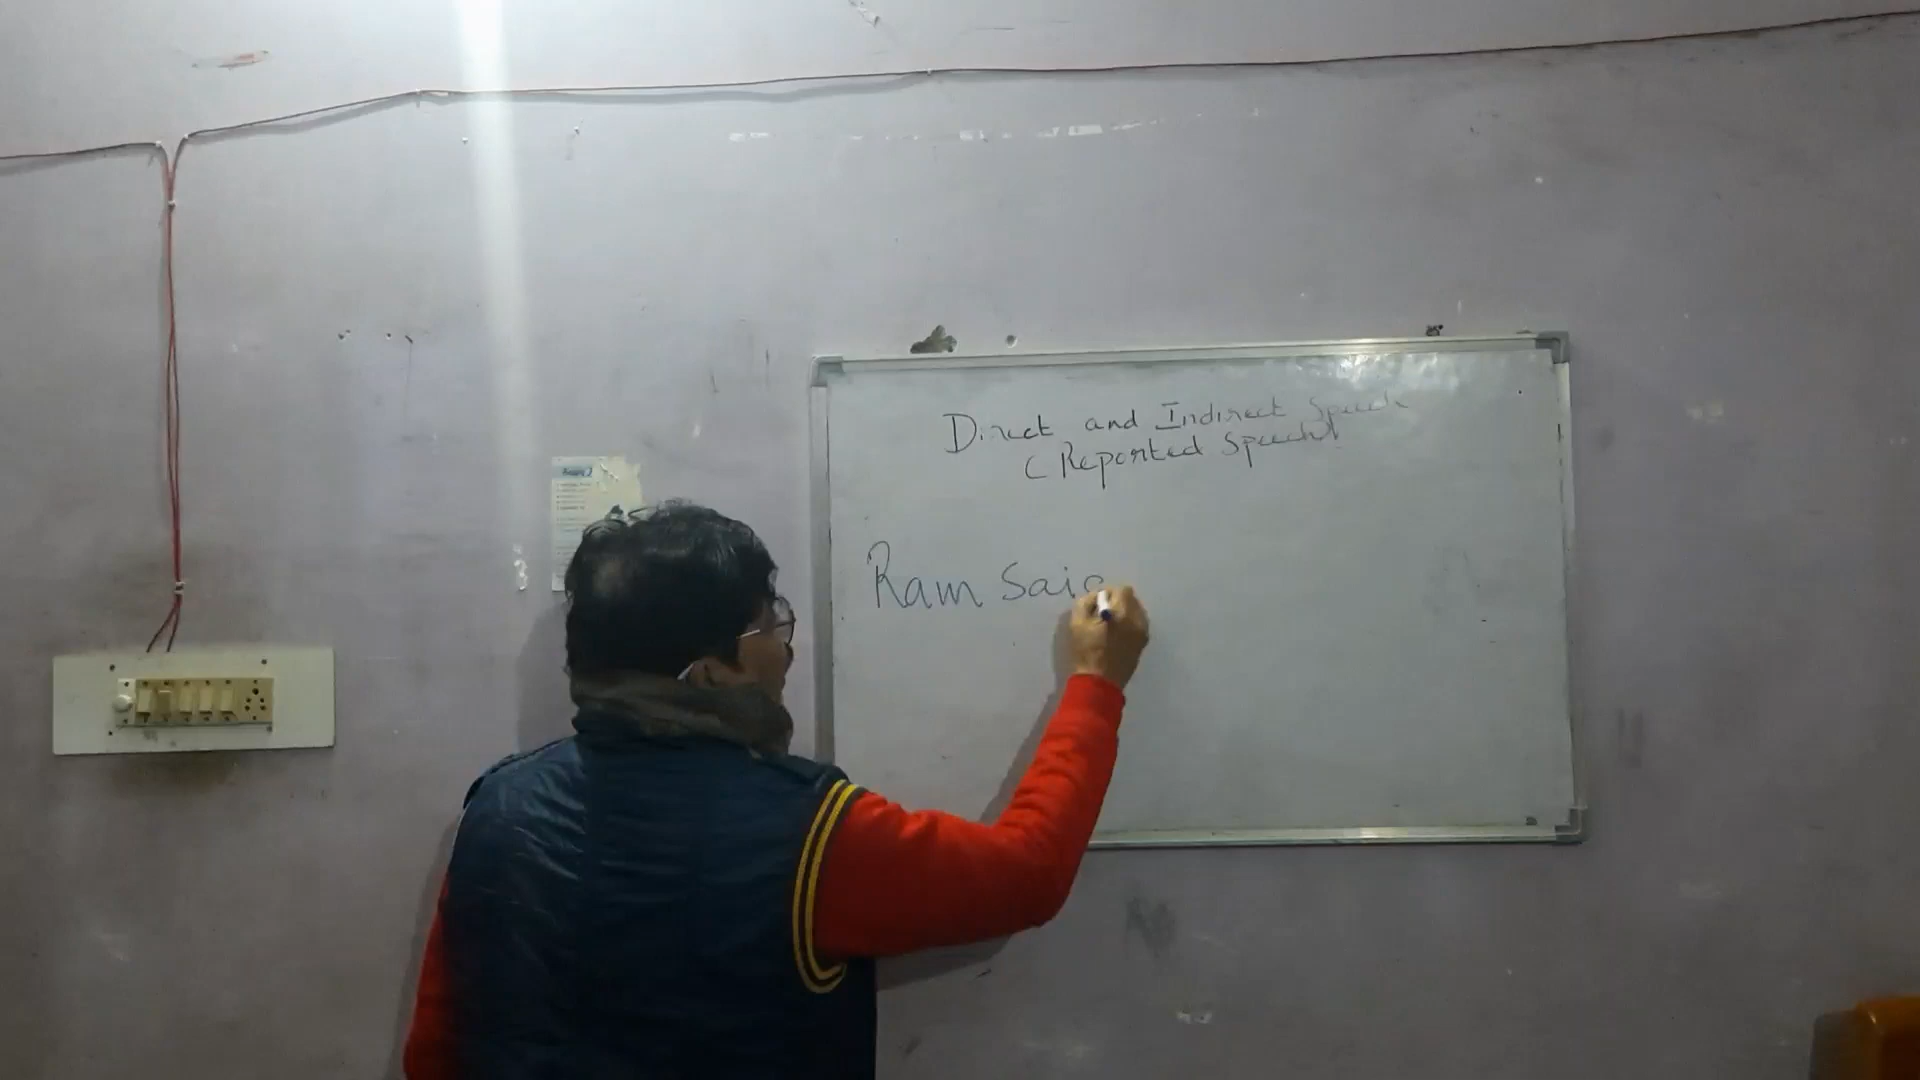 Direct and Indirect Speech
( Reported Speech)
Ram Said